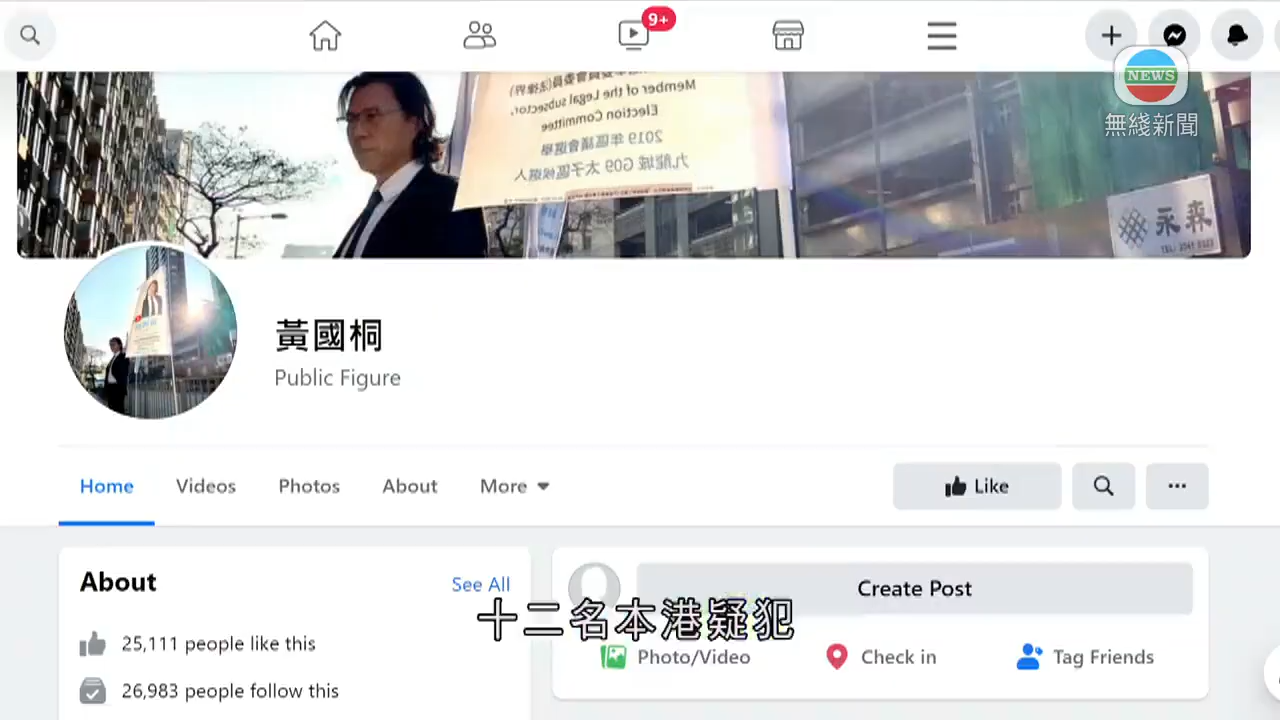 9+
NEWS
無綫新聞
Member of the Legal subsector,
Election Committee
2019 年區議會選舉
九龍城 G09 太子區候選人
永森
黃國桐
Public Figure
Home
Videos
Photos
About
More
Like
About
See All
Create Post
十二名本港疑犯
25,111 people like this
Photo/Video
Check in
Tag Friends
26,983 people follow this